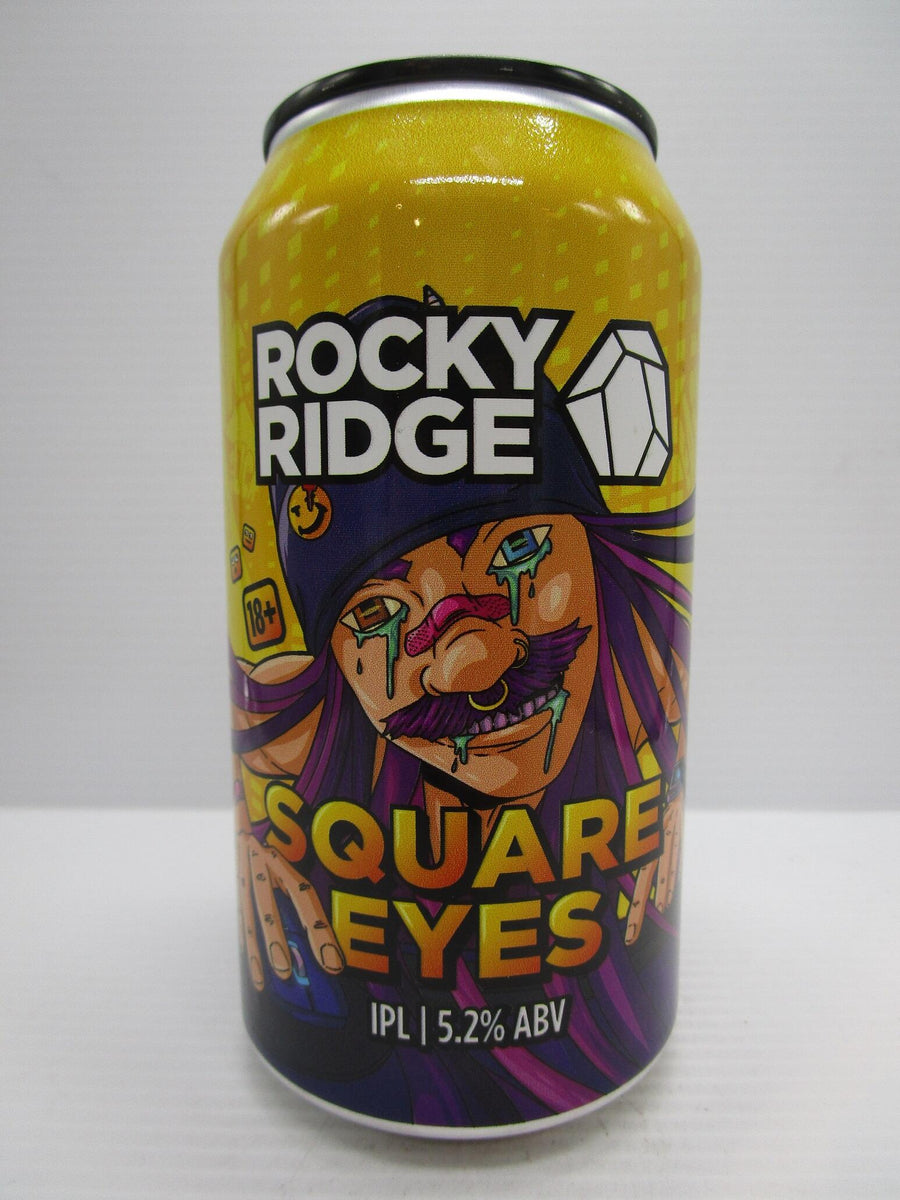 ROCKY
RIDGE
18+
SQUARE
EYES
IPL | 5.2% ABV